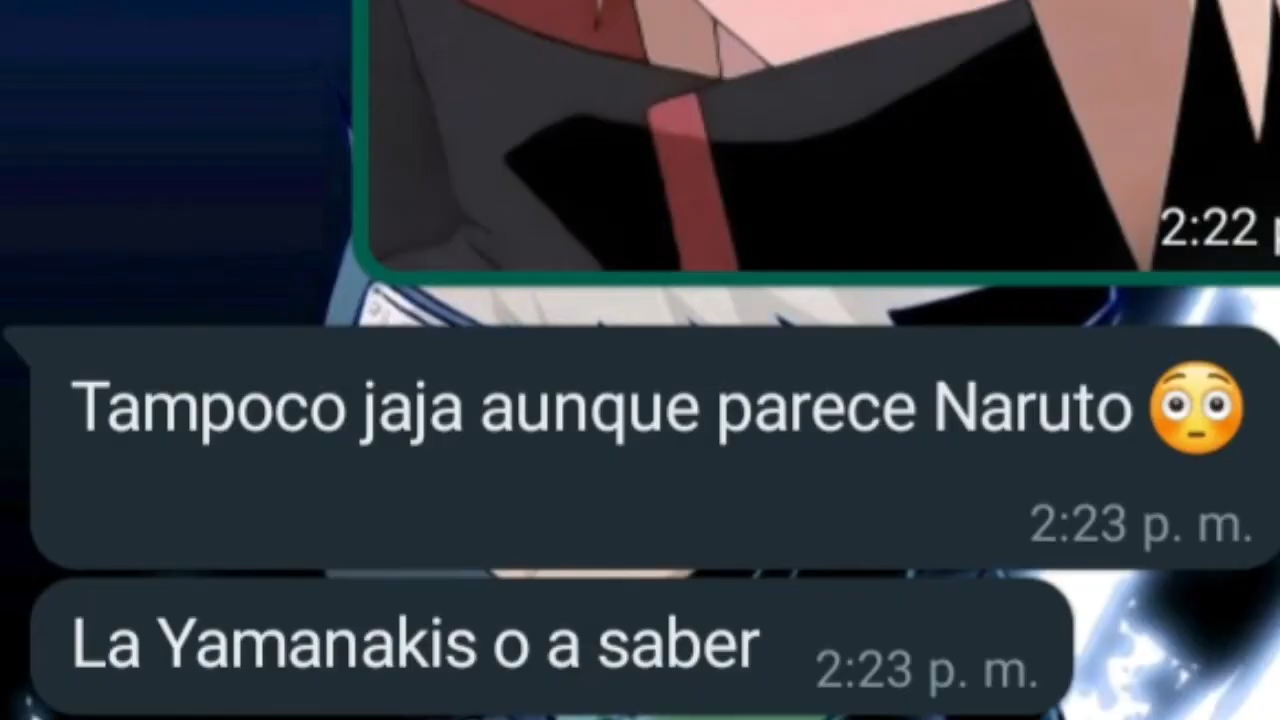 2:22 p
Tampoco jaja aunque parece Naruto 😳
2:23 p. m.
La Yamanakis o a saber 2:23 p. m.